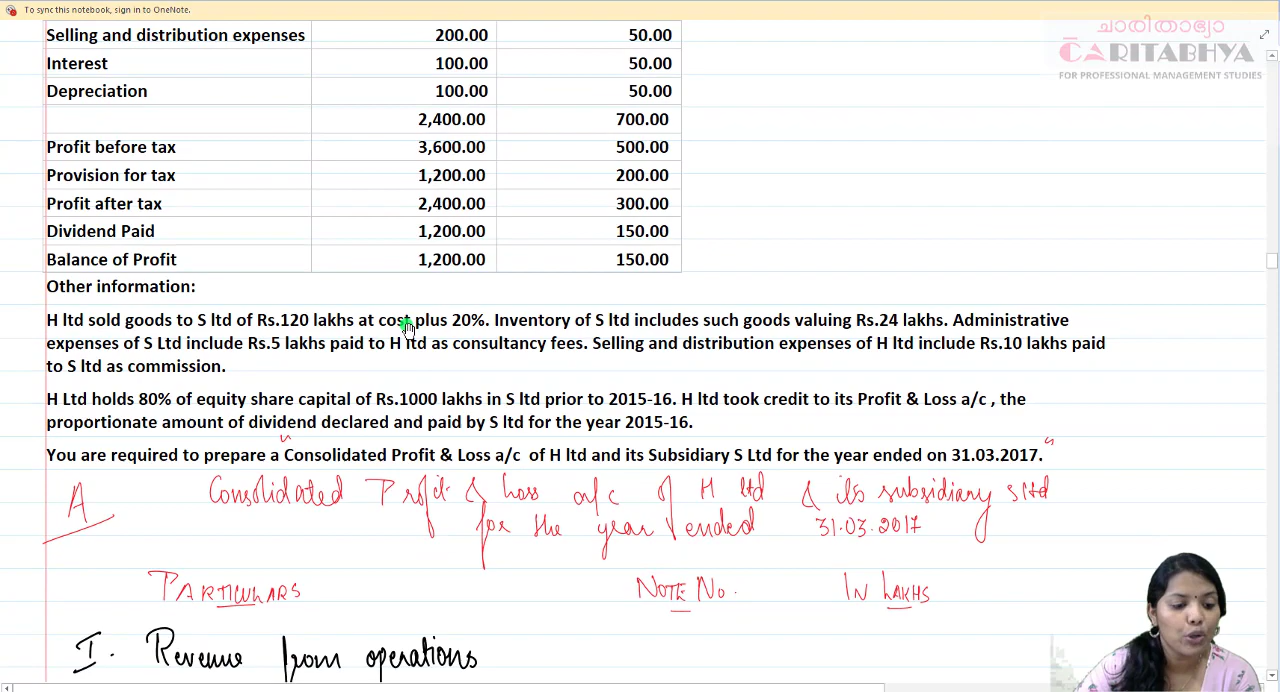 To sync this notebook, sign in to OneNote.
ചാരിതാഭ്യാ
CARITABHYA
FOR PROFESSIONAL MANAGEMENT STUDIES
Selling and distribution expenses 200.00 50.00
Interest 100.00 50.00
Depreciation 100.00 50.00
2,400.00 700.00
Profit before tax 3,600.00 500.00
Provision for tax 1,200.00 200.00
Profit after tax 2,400.00 300.00
Dividend Paid 1,200.00 150.00
Balance of Profit 1,200.00 150.00
Other information:
H ltd sold goods to S ltd of Rs.120 lakhs at cost plus 20%. Inventory of S ltd includes such goods valuing Rs.24 lakhs. Administrative
expenses of S Ltd include Rs.5 lakhs paid to H ltd as consultancy fees. Selling and distribution expenses of H ltd include Rs.10 lakhs paid
to S ltd as commission.
H Ltd holds 80% of equity share capital of Rs.1000 lakhs in S ltd prior to 2015-16. H ltd took credit to its Profit & Loss a/c , the
proportionate amount of dividend declared and paid by S ltd for the year 2015-16.
You are required to prepare a Consolidated Profit & Loss a/c of H ltd and its Subsidiary S Ltd for the year ended on 31.03.2017.
A Consolidated Profit & Loss a/c of H ltd & its subsidiary S ltd
for the year ended 31.03.2017
PARTICULARS NOTE NO. IN LAKHS
I. Revenue from operations